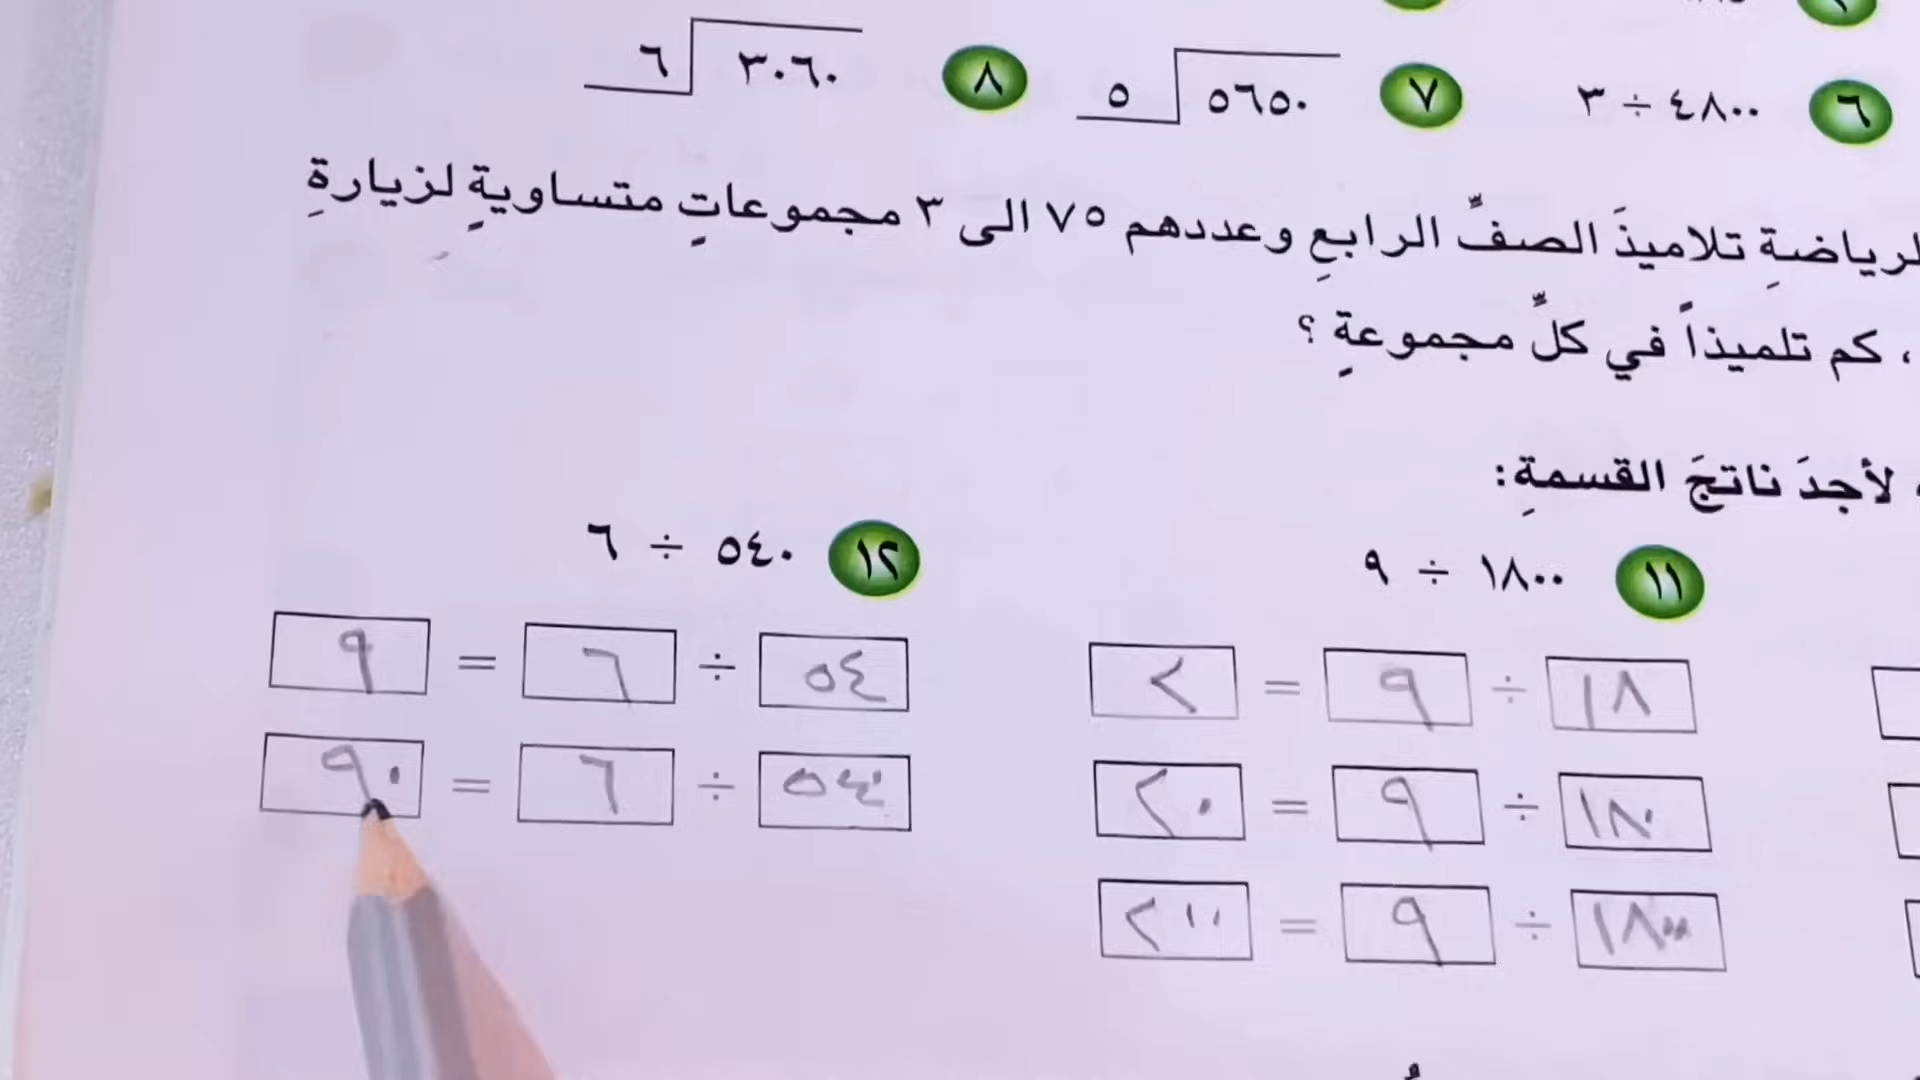 ٦ ٤٨٠٠ ÷ ٣ ٧ ٥ ٥٦٥٠ ٨ ٦ ٣٠٦٠
الرياضةِ تلاميذَ الصفِّ الرابعِ وعددهم ٧٥ الى ٣ مجموعاتٍ متساويةٍ لزيارةِ
، كم تلميذاً في كلِّ مجموعةٍ ؟
لأجدَ ناتجَ القسمةِ:
١١ ١٨٠٠ ÷ ٩ ١٢ ٥٤٠ ÷ ٦
١٨ ÷ ٩ = ٢ ٥٤ ÷ ٦ = ٩
١٨٠ ÷ ٩ = ٢٠ ٥٤٠ ÷ ٦ = ٩٠
١٨٠٠ ÷ ٩ = ٢٠٠